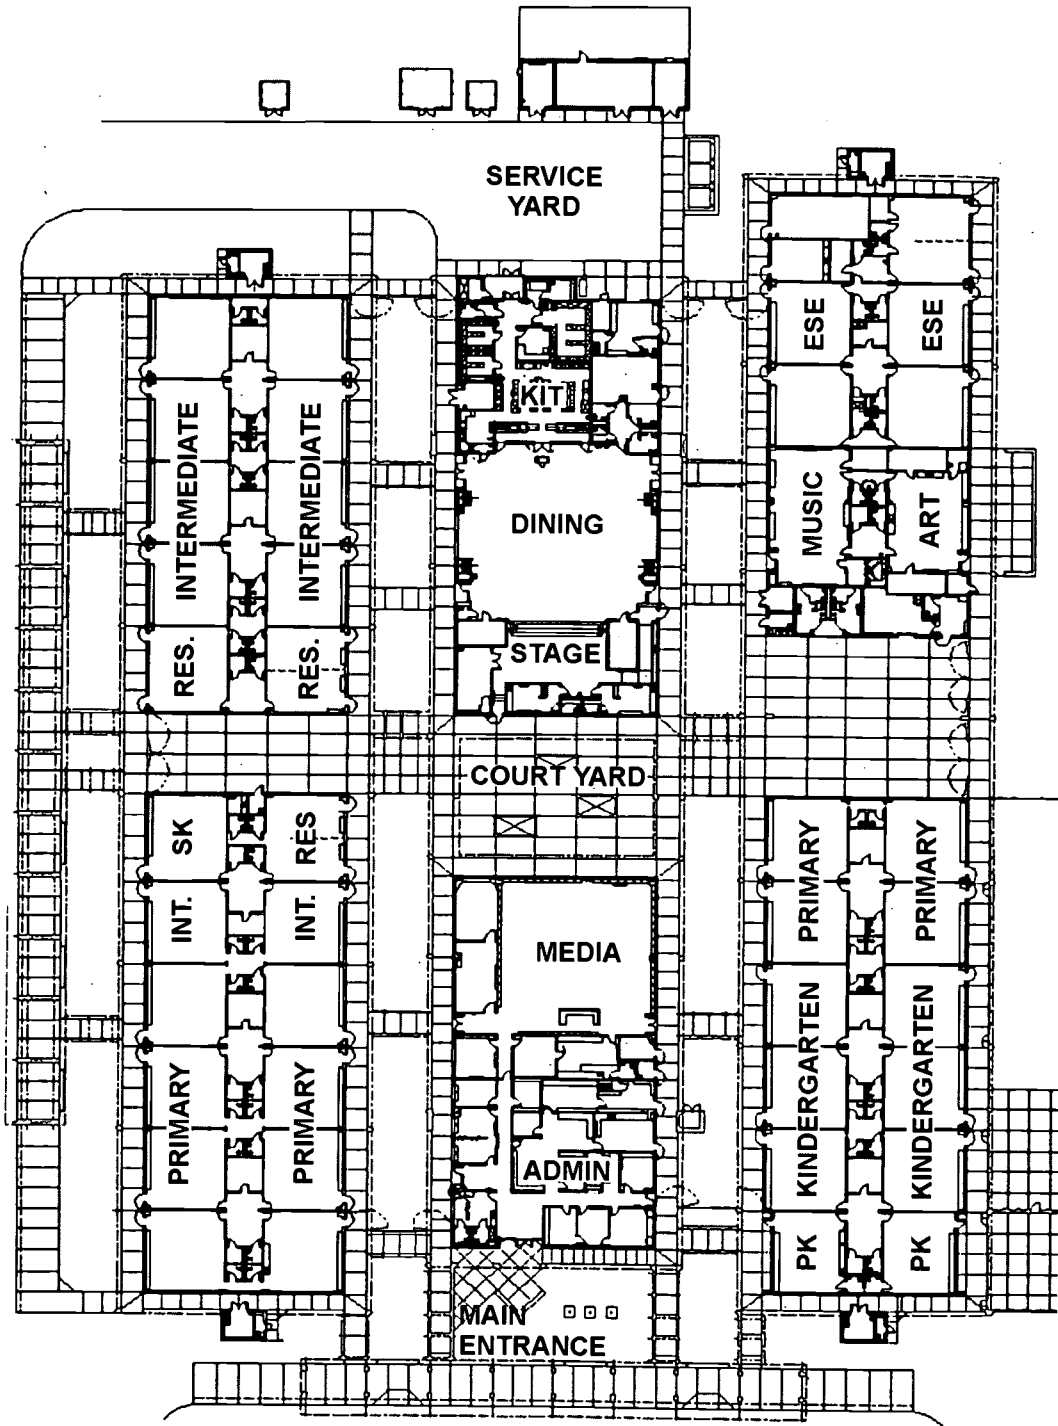 SERVICE
YARD
ESE
ESE
KIT
INTERMEDIATE
INTERMEDIATE
DINING
MUSIC
ART
RES.
RES.
STAGE
COURT YARD
SK
RES
PRIMARY
PRIMARY
INT.
INT.
MEDIA
KINDERGARTEN
KINDERGARTEN
PRIMARY
PRIMARY
ADMIN
PK
PK
MAIN
ENTRANCE